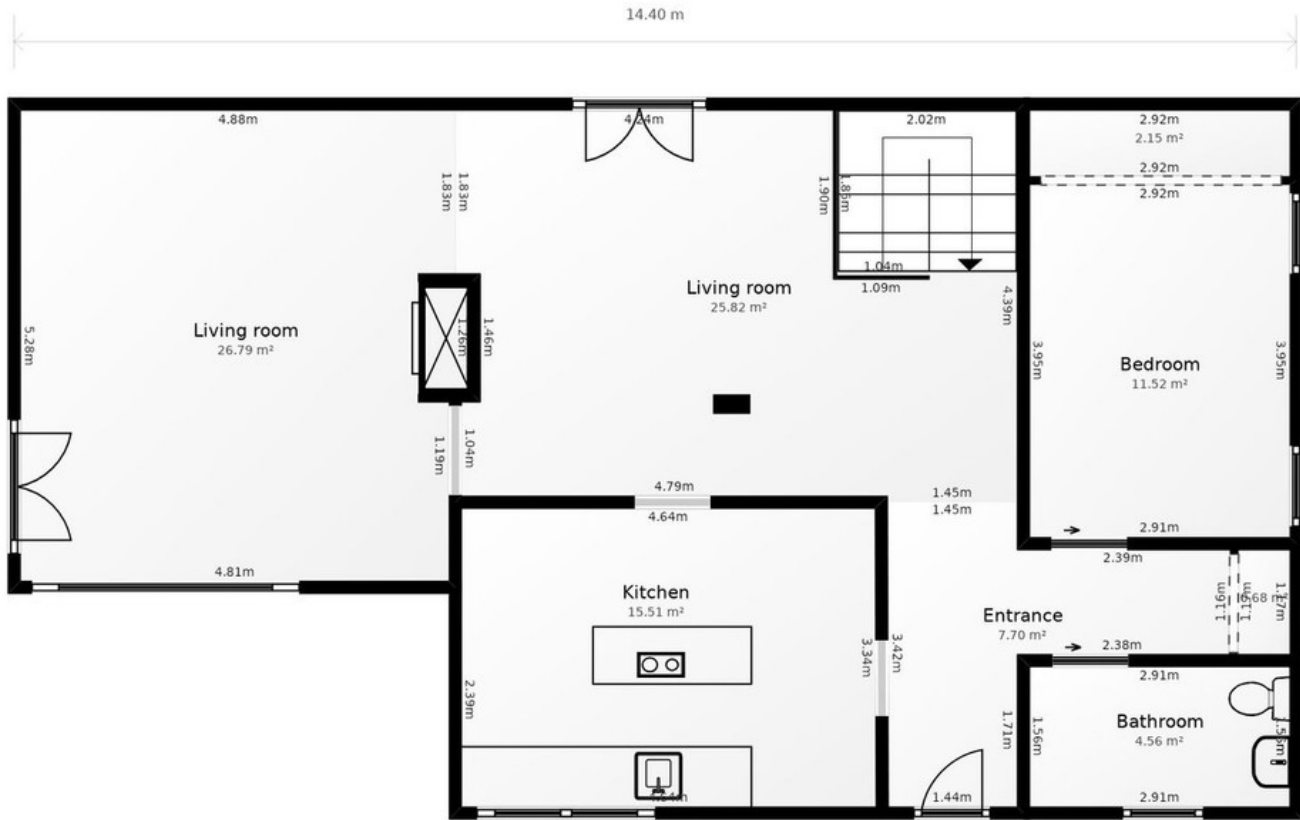 14.40 m
4.88m
4.24m
2.02m
2.92m
2.15 m²
2.92m
2.92m
1.83m
1.83m
1.90m
1.85m
1.04m
1.09m
Living room
25.82 m²
4.39m
Living room
26.79 m²
5.28m
1.26m
1.46m
3.95m
3.95m
Bedroom
11.52 m²
1.19m
1.04m
4.79m
4.64m
1.45m
1.45m
2.91m
2.39m
4.81m
Kitchen
15.51 m²
Entrance
7.70 m²
1.16m
1.17m
2.38m
3.34m
3.42m
2.39m
2.91m
1.71m
1.56m
Bathroom
4.56 m²
1.44m
2.91m